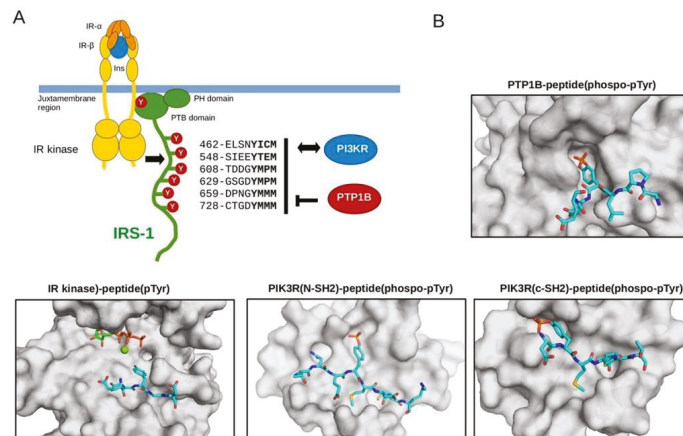 A
B
IR-α
IR-β
Ins
Juxtamembrane
region
Y
PH domain
PTB domain
PTP1B-peptide(phospo-pTyr)
IR kinase
Y
Y
Y
Y
Y
Y
462-ELSNYICM
548-SIEEYTEM
608-TDDGYMPM
629-GSGDYMPM
659-DPNGYMMM
728-CTGDYMMM
PI3KR
PTP1B
IRS-1
IR kinase)-peptide(pTyr)
PIK3R(N-SH2)-peptide(phospo-pTyr)
PIK3R(c-SH2)-peptide(phospo-pTyr)